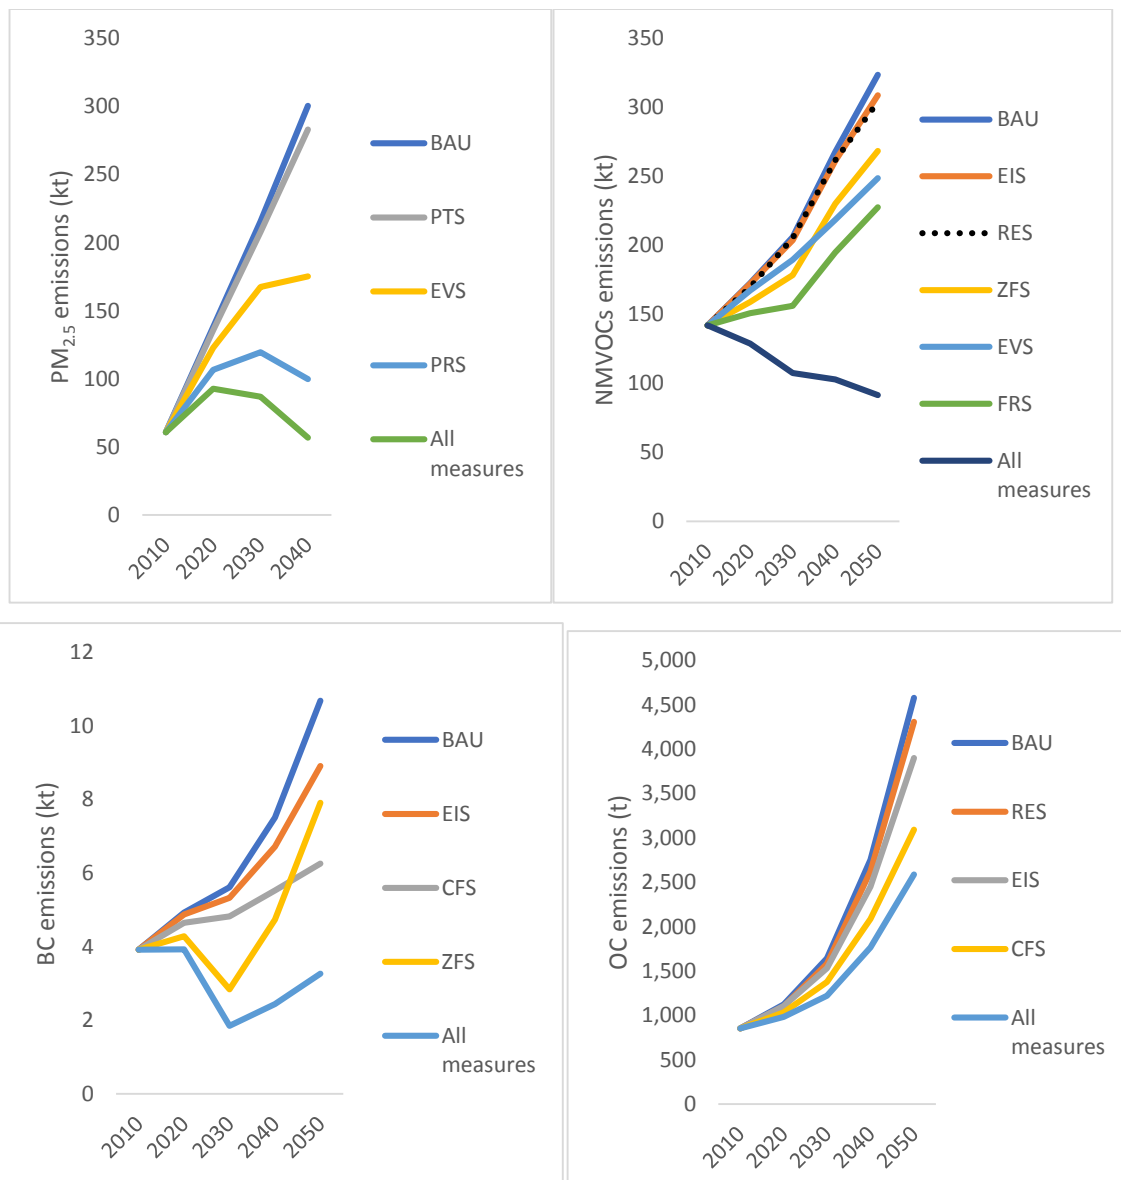 350
300
250
200
150
100
50
0
PM2.5 emissions (kt)
2010
2020
2030
2040
BAU
PTS
EVS
PRS
All
measures
350
300
250
200
150
100
50
0
NMVOCs emissions (kt)
2010
2020
2030
2040
2050
BAU
EIS
RES
ZFS
EVS
FRS
All
measures
12
10
8
6
4
2
0
BC emissions (kt)
2010
2020
2030
2040
2050
BAU
EIS
CFS
ZFS
All
measures
5,000
4,500
4,000
3,500
3,000
2,500
2,000
1,500
1,000
500
0
OC emissions (t)
2010
2020
2030
2040
2050
BAU
RES
EIS
CFS
All
measures